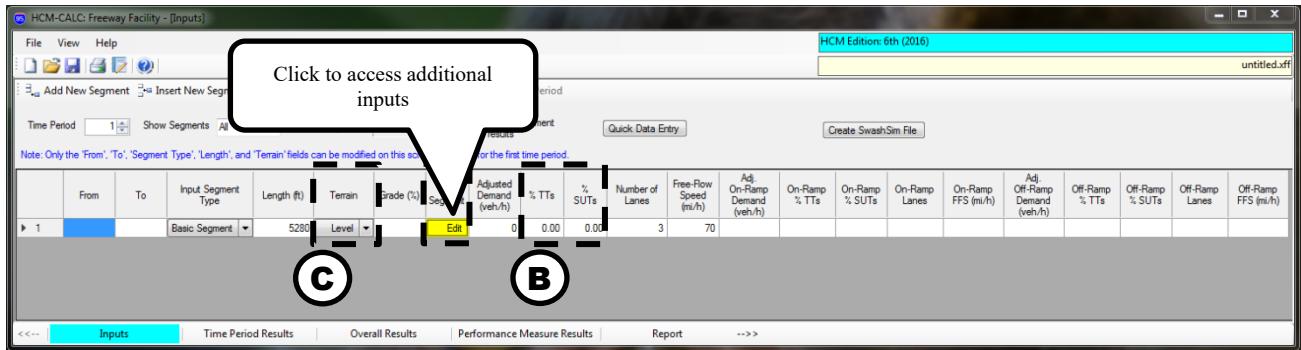 HCM-CALC: Freeway Facility - [Inputs]
File View Help
HCM Edition: 6th (2016)
untitled.xff
Click to access additional
inputs
Add New Segment Insert New Seg
Time Period 1 Show Segments
results
Quick Data Entry Create SwashSim File
Note: Only the 'From', 'To', 'Segment Type', 'Length', and 'Terrain' fields can be modified on this for the first time period.
From To Input Segment Type Length (ft) Terrain Grade (%) Adjusted Demand (veh/h) % TTs % SUTs Number of Lanes Free-Flow Speed (mi/h) Adj. On-Ramp Demand (veh/h) On-Ramp % TTs On-Ramp % SUTs On-Ramp Lanes On-Ramp FFS (mi/h) Adj. Off-Ramp Demand (veh/h) Off-Ramp % TTs Off-Ramp % SUTs Off-Ramp Lanes Off-Ramp FFS (mi/h)
1 Basic Segment 5280 Level Edit 0 0.00 0.00 3 70
C B
<<-- Inputs Time Period Results Overall Results Performance Measure Results Report -->>